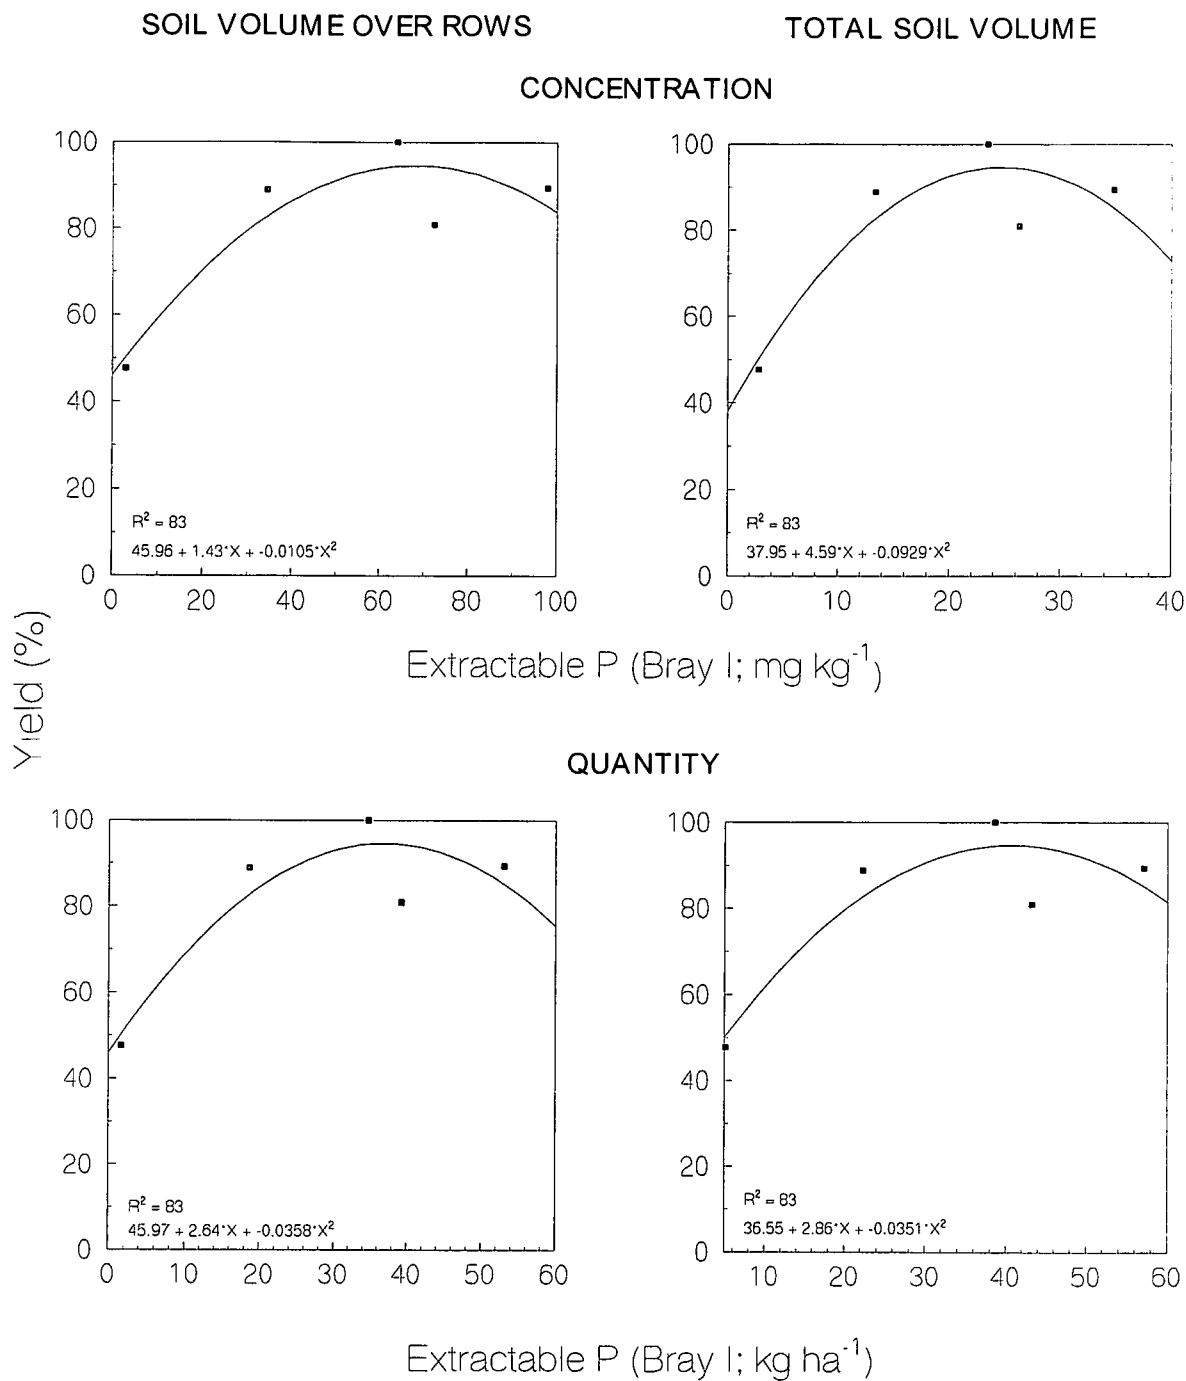 SOIL VOLUME OVER ROWS
TOTAL SOIL VOLUME
CONCENTRATION
100
80
60
40
20
0
R² = 83
45.96 + 1.43*X + -0.0105*X²
0 20 40 60 80 100
100
80
60
40
20
0
R² = 83
37.95 + 4.59*X + -0.0929*X²
0 10 20 30 40
Extractable P (Bray I; mg kg⁻¹)
Yield (%)
QUANTITY
100
80
60
40
20
0
R² = 83
45.97 + 2.64*X + -0.0358*X²
0 10 20 30 40 50 60
100
80
60
40
20
0
R² = 83
36.55 + 2.86*X + -0.0351*X²
10 20 30 40 50 60
Extractable P (Bray I; kg ha⁻¹)